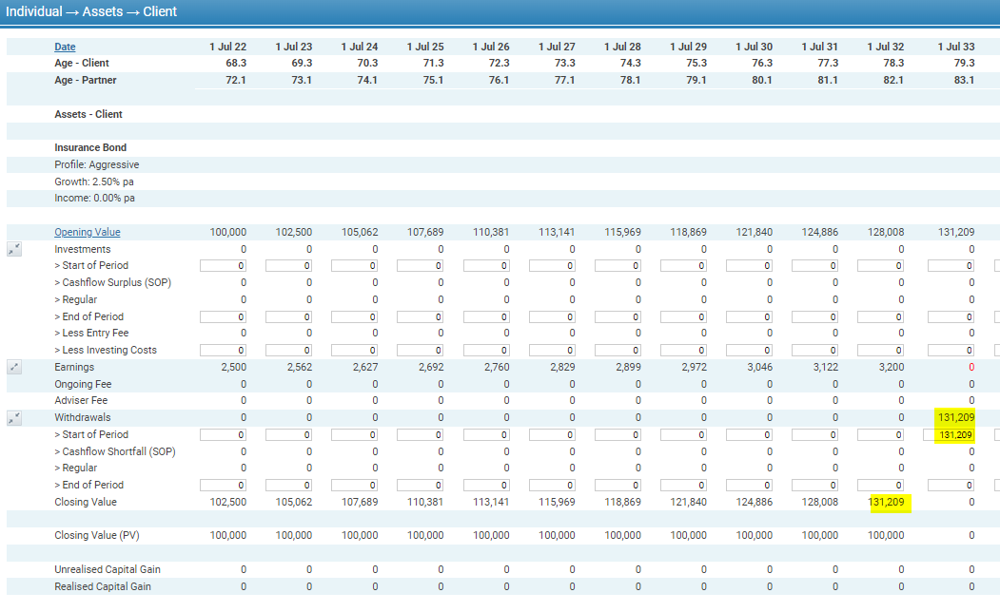 Individual → Assets → Client
Date 1 Jul 22 1 Jul 23 1 Jul 24 1 Jul 25 1 Jul 26 1 Jul 27 1 Jul 28 1 Jul 29 1 Jul 30 1 Jul 31 1 Jul 32 1 Jul 33
Age - Client 68.3 69.3 70.3 71.3 72.3 73.3 74.3 75.3 76.3 77.3 78.3 79.3
Age - Partner 72.1 73.1 74.1 75.1 76.1 77.1 78.1 79.1 80.1 81.1 82.1 83.1
Assets - Client
Insurance Bond
Profile: Aggressive
Growth: 2.50% pa
Income: 0.00% pa
Opening Value 100,000 102,500 105,062 107,689 110,381 113,141 115,969 118,869 121,840 124,886 128,008 131,209
Investments 0 0 0 0 0 0 0 0 0 0 0 0
> Start of Period 0 0 0 0 0 0 0 0 0 0 0 0
> Cashflow Surplus (SOP) 0 0 0 0 0 0 0 0 0 0 0 0
> Regular 0 0 0 0 0 0 0 0 0 0 0 0
> End of Period 0 0 0 0 0 0 0 0 0 0 0 0
> Less Entry Fee 0 0 0 0 0 0 0 0 0 0 0 0
> Less Investing Costs 0 0 0 0 0 0 0 0 0 0 0 0
Earnings 2,500 2,562 2,627 2,692 2,760 2,829 2,899 2,972 3,046 3,122 3,200 0
Ongoing Fee 0 0 0 0 0 0 0 0 0 0 0 0
Adviser Fee 0 0 0 0 0 0 0 0 0 0 0 0
Withdrawals 0 0 0 0 0 0 0 0 0 0 0 131,209
> Start of Period 0 0 0 0 0 0 0 0 0 0 0 131,209
> Cashflow Shortfall (SOP) 0 0 0 0 0 0 0 0 0 0 0 0
> Regular 0 0 0 0 0 0 0 0 0 0 0 0
> End of Period 0 0 0 0 0 0 0 0 0 0 0 0
Closing Value 102,500 105,062 107,689 110,381 113,141 115,969 118,869 121,840 124,886 128,008 131,209 0
Closing Value (PV) 100,000 100,000 100,000 100,000 100,000 100,000 100,000 100,000 100,000 100,000 100,000 0
Unrealised Capital Gain 0 0 0 0 0 0 0 0 0 0 0 0
Realised Capital Gain 0 0 0 0 0 0 0 0 0 0 0 0